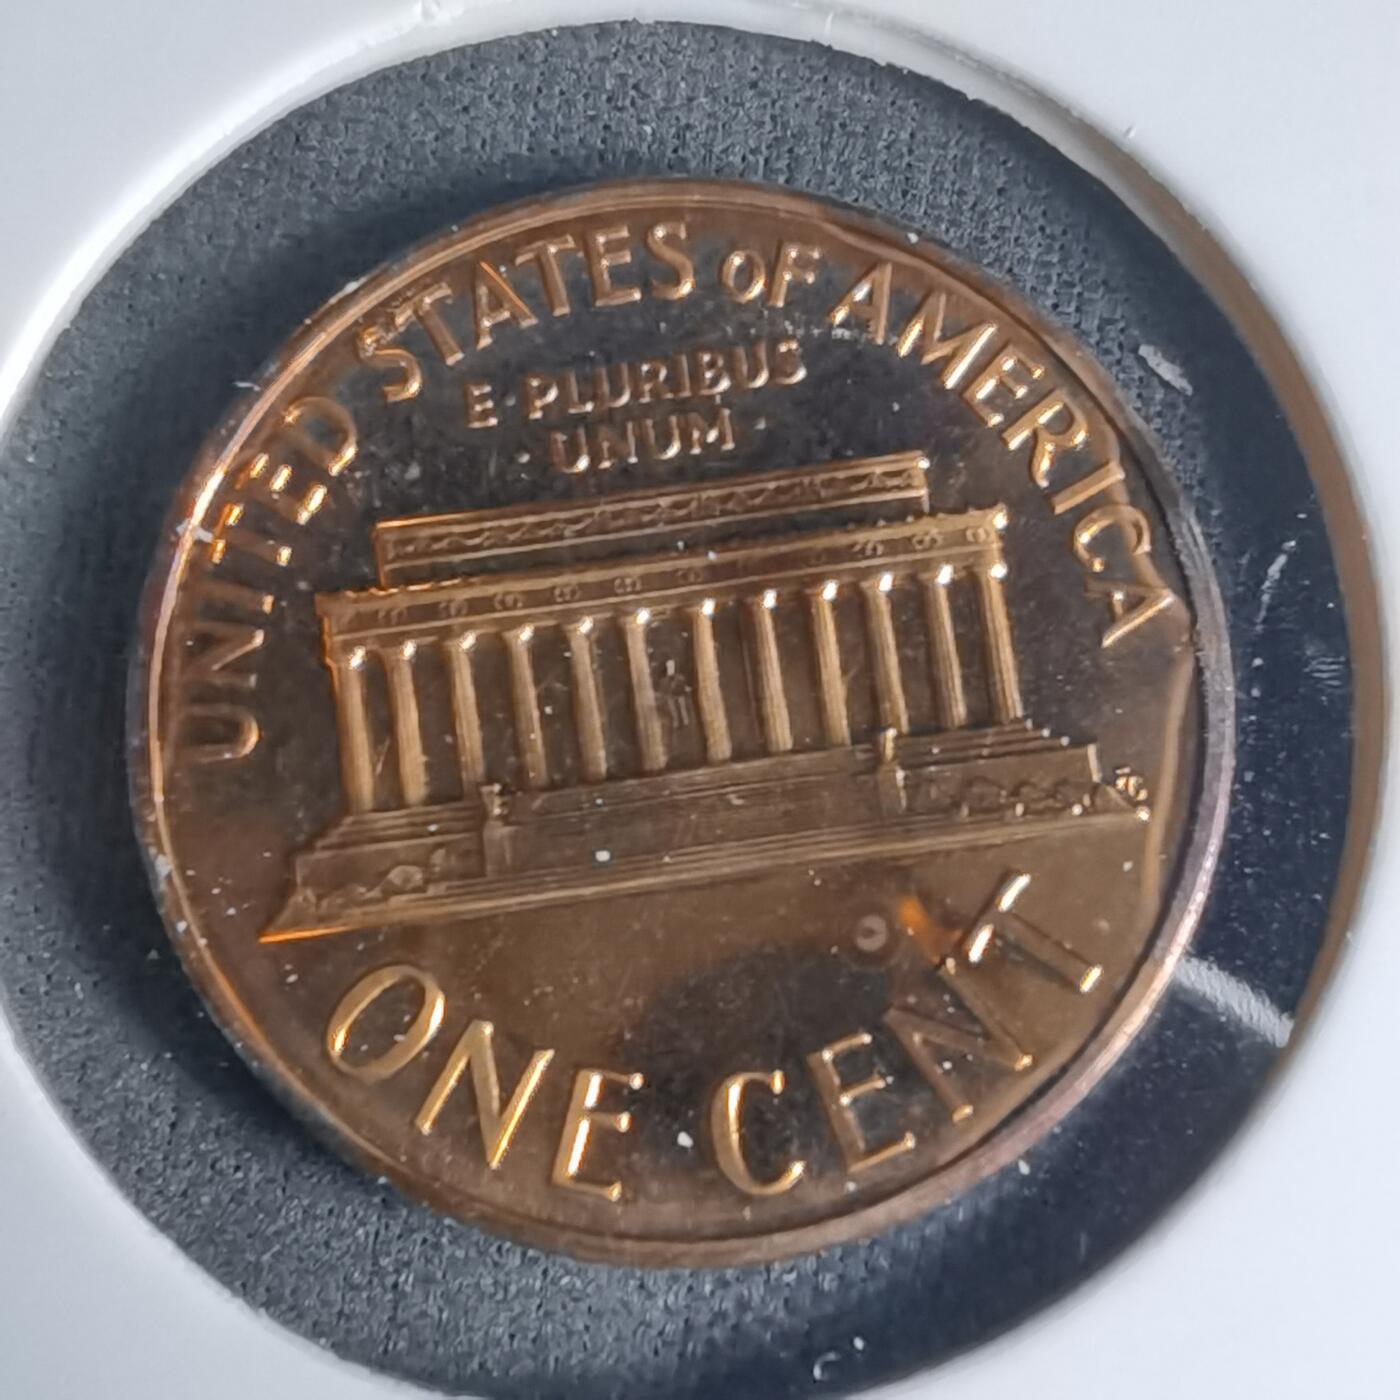 UNITED STATES OF AMERICA
E·PLURIBUS
·UNUM·
ONE CENT